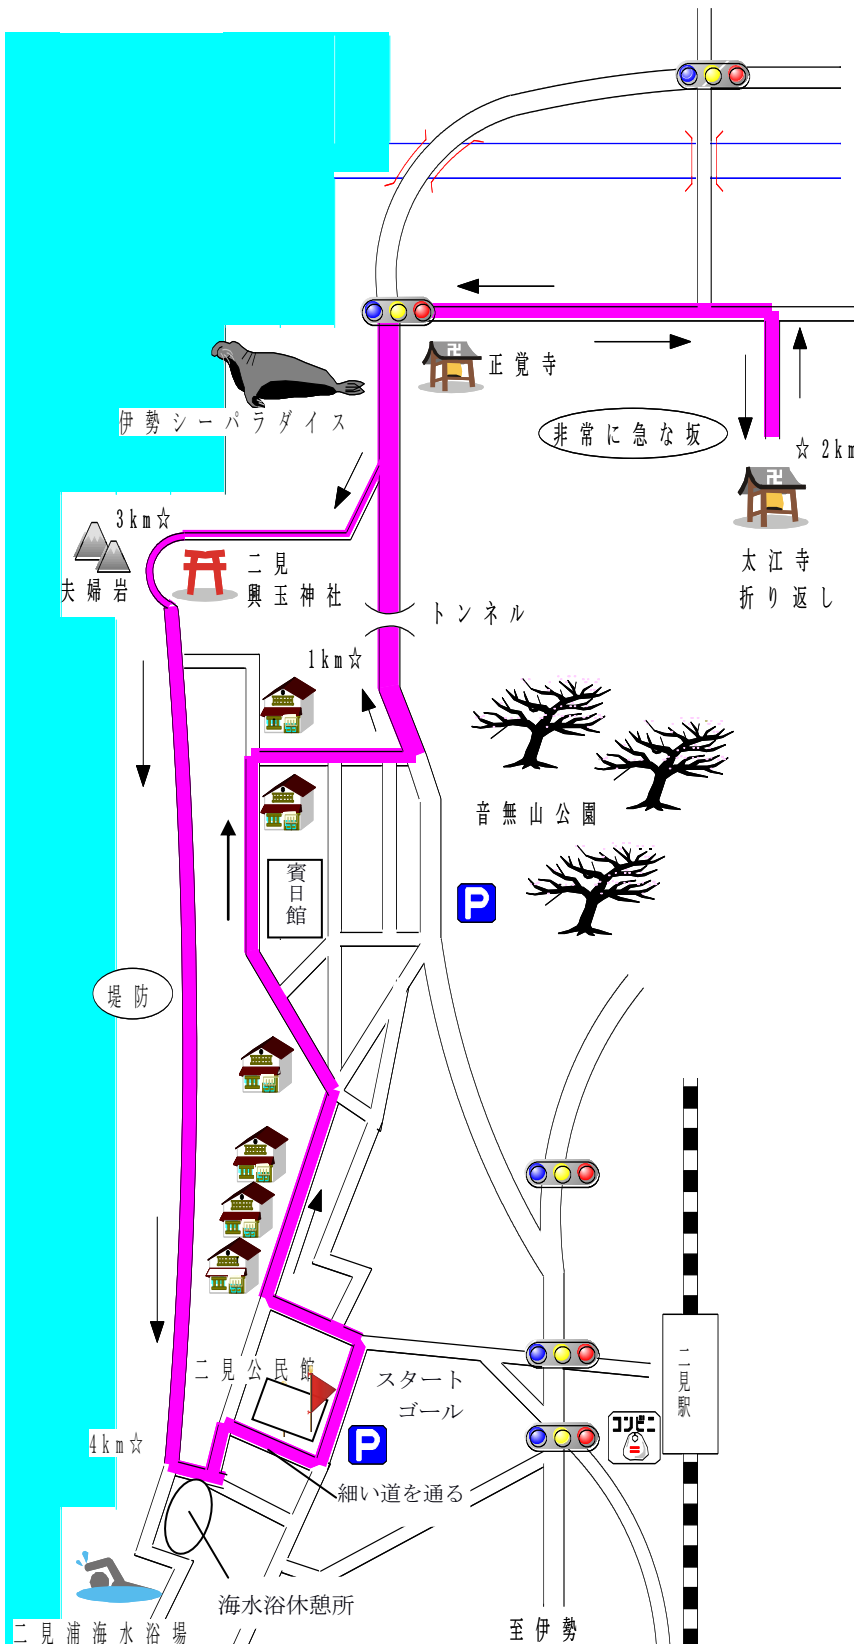 正覚寺
伊勢シーパラダイス
非常に急な坂
☆2km
3km☆
二見
興玉神社
夫婦岩
太江寺
折り返し
トンネル
1km☆
音無山公園
賓日館
P
堤防
二見公民館
スタート
ゴール
二見駅
コンビニ
4km☆
P
細い道を通る
海水浴休憩所
二見浦海水浴場
至伊勢